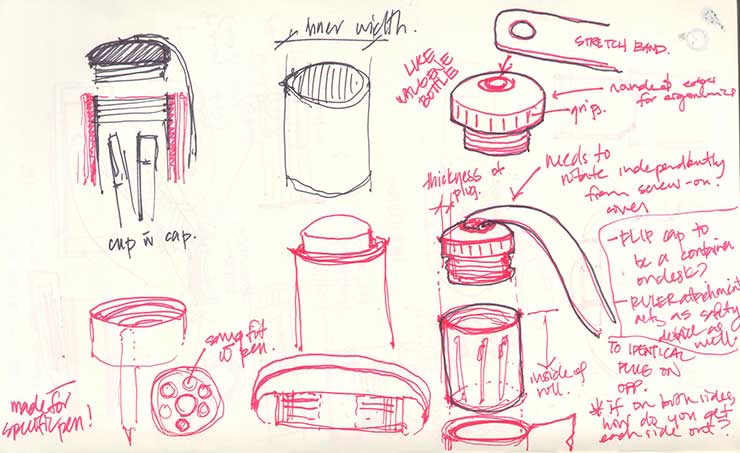 inner width.
STRETCH BAND.
LIKE
NALGENE
BOTTLE
rounded edges
for ergonomics
grips.
thickness of
plug.
needs to
rotate independently
from screw-on
cover
cup in cap.
- FLIP cap to
be a container
on desk?
- RULER attachment
acts as safety
device as
well.
TO IDENTICAL
PLUG ON
OPP.
* if on both sides,
how do you get
each side out?
inside of
roll.
snug fit
w pen.
made for
specific pen!